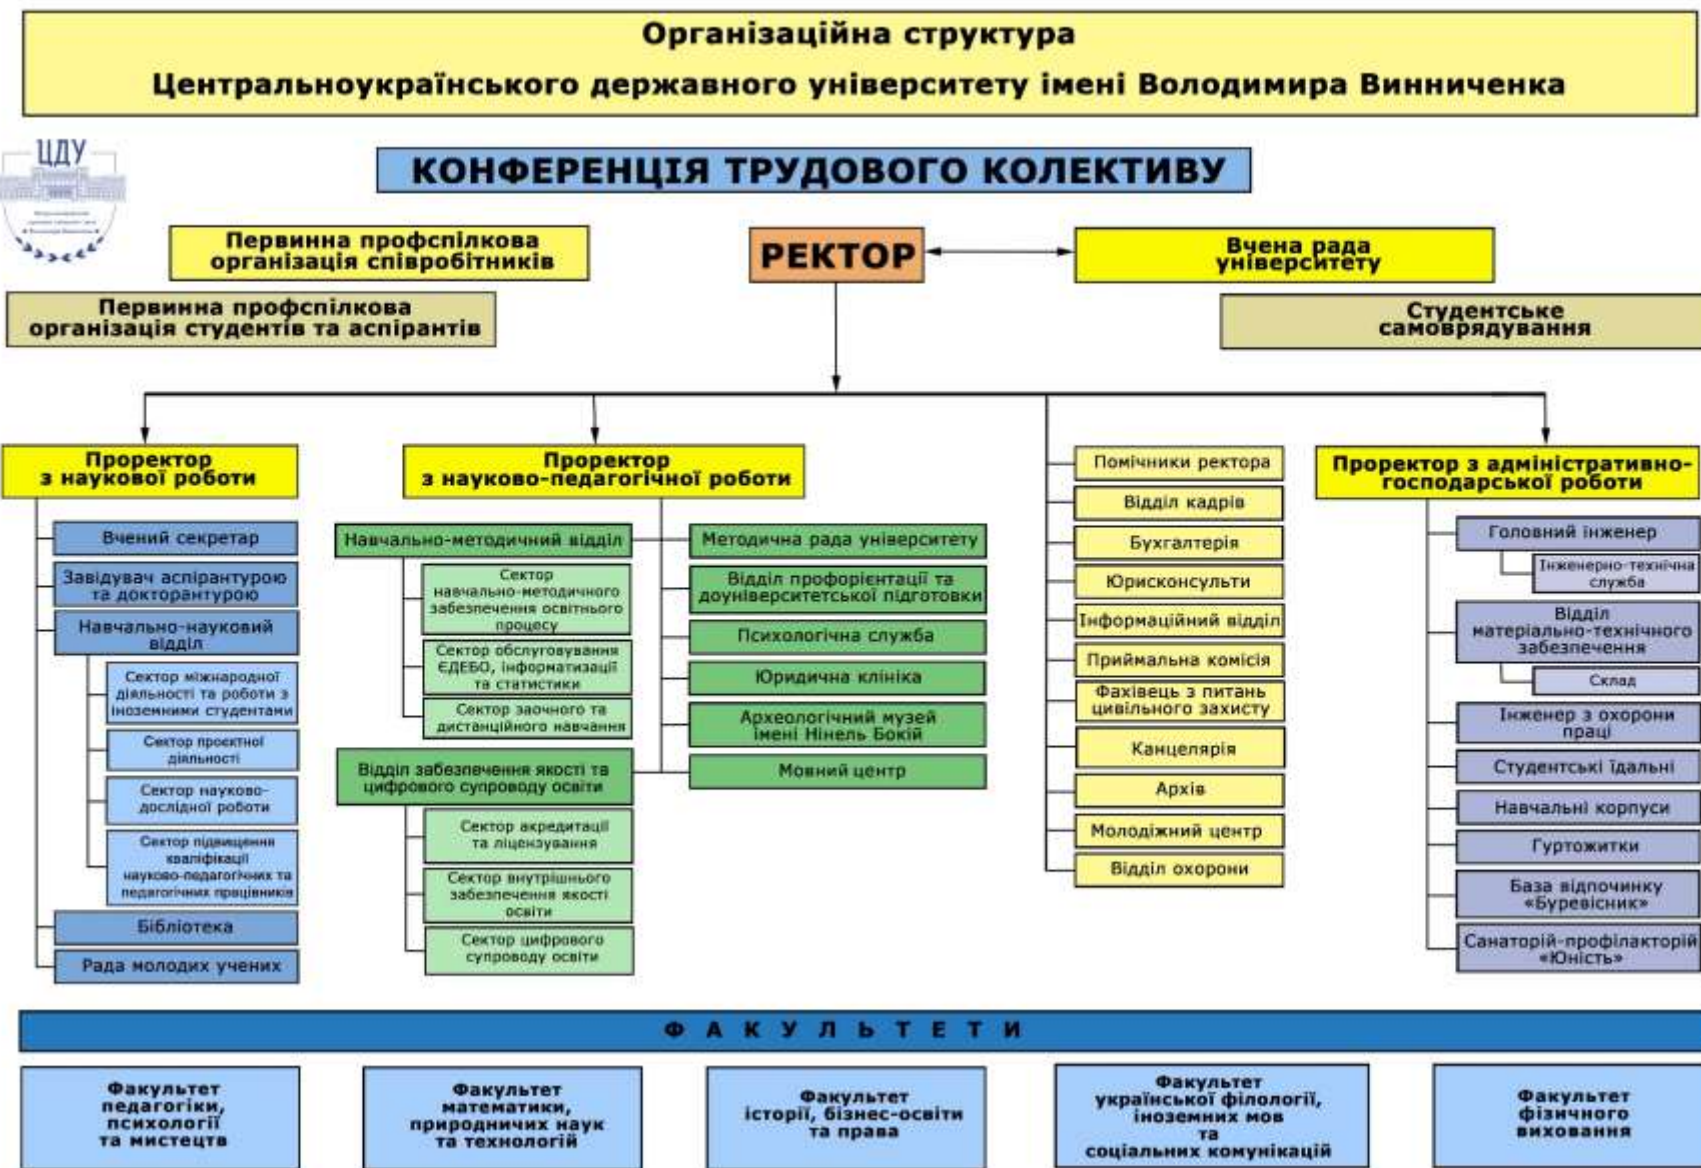 Організаційна структура
Центральноукраїнського державного університету імені Володимира Винниченка
ЦДУ
КОНФЕРЕНЦІЯ ТРУДОВОГО КОЛЕКТИВУ
Первинна профспілкова
організація співробітників
РЕКТОР
Вчена рада
університету
Первинна профспілкова
організація студентів та аспірантів
Студентське
самоврядування
Проректор
з наукової роботи
Вчений секретар
Завідувач аспірантурою
та докторантурою
Навчально-науковий
відділ
Сектор міжнародної
діяльності та роботи з
іноземними студентами
Сектор проєктної
діяльності
Сектор науково-
дослідної роботи
Сектор підвищення
кваліфікації
науково-педагогічних та
педагогічних працівників
Бібліотека
Рада молодих учених
Проректор
з науково-педагогічної роботи
Навчально-методичний відділ
Сектор
навчально-методичного
забезпечення освітнього
процесу
Сектор обслуговування
ЄДЕБО, інформатизації
та статистики
Сектор заочного та
дистанційного навчання
Відділ забезпечення якості та
цифрового супроводу освіти
Сектор акредитації
та ліцензування
Сектор внутрішнього
забезпечення якості
освіти
Сектор цифрового
супроводу освіти
Методична рада університету
Відділ профорієнтації та
доуніверситетської підготовки
Психологічна служба
Юридична клініка
Археологічний музей
імені Нінель Бокій
Мовний центр
Помічники ректора
Відділ кадрів
Бухгалтерія
Юрисконсульти
Інформаційний відділ
Приймальна комісія
Фахівець з питань
цивільного захисту
Канцелярія
Архів
Молодіжний центр
Відділ охорони
Проректор з адміністративно-
господарської роботи
Головний інженер
Інженерно-технічна
служба
Відділ
матеріально-технічного
забезпечення
Склад
Інженер з охорони
праці
Студентські їдальні
Навчальні корпуси
Гуртожитки
База відпочинку
«Буревісник»
Санаторій-профілакторій
«Юність»
Ф А К У Л Ь Т Е Т И
Факультет
педагогіки,
психології
та мистецтв
Факультет
математики,
природничих наук
та технологій
Факультет
історії, бізнес-освіти
та права
Факультет
української філології,
іноземних мов
та
соціальних комунікацій
Факультет
фізичного
виховання